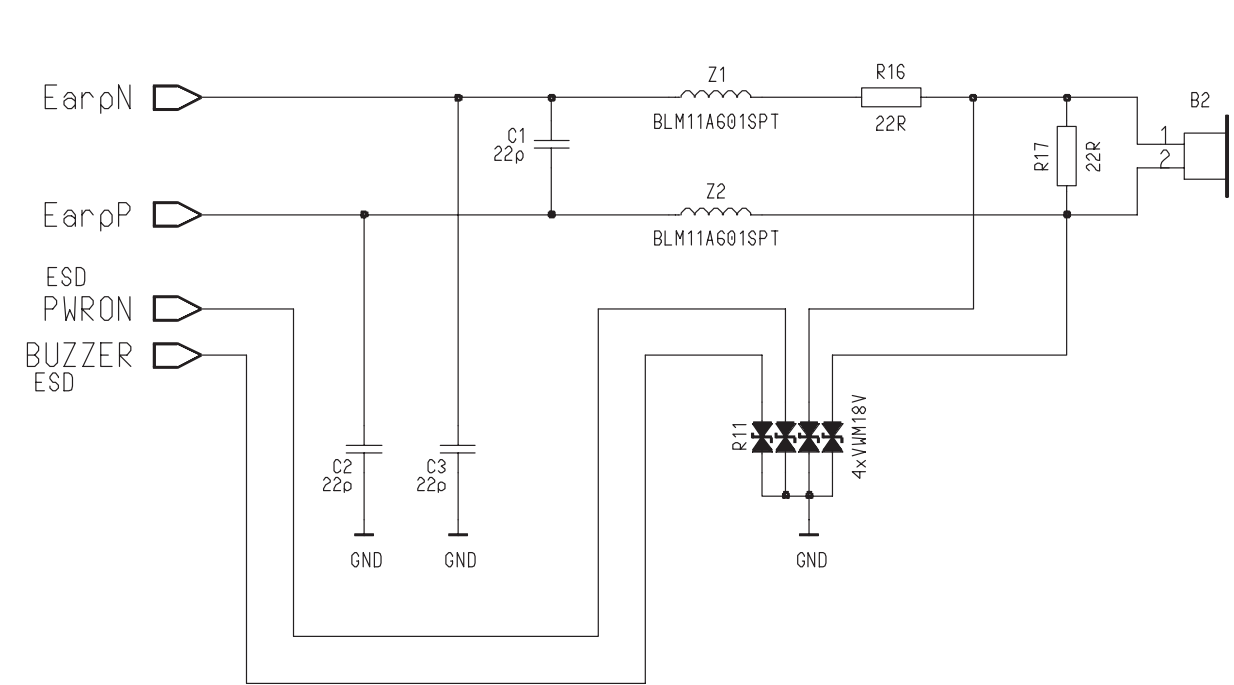 Z1
R16
EarpN
B2
BLM11A601SPT
22R
C1
22p
1
2
R17
22R
Z2
EarpP
BLM11A601SPT
ESD
PWRON
BUZZER
ESD
R11
4xVWM18V
C2
22p
C3
22p
GND
GND
GND